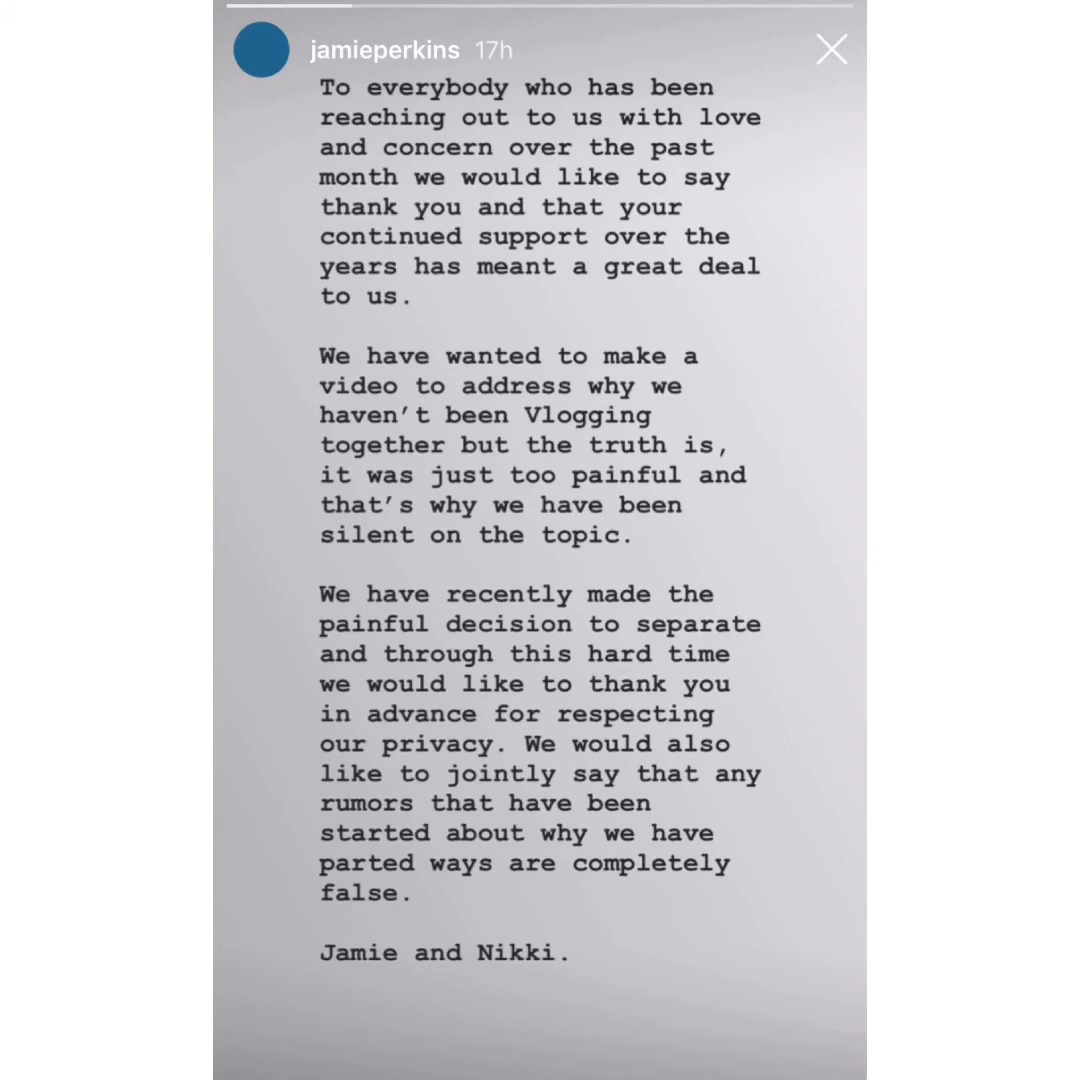 jamieperkins 17h
To everybody who has been
reaching out to us with love
and concern over the past
month we would like to say
thank you and that your
continued support over the
years has meant a great deal
to us.
We have wanted to make a
video to address why we
haven’t been Vlogging
together but the truth is,
it was just too painful and
that’s why we have been
silent on the topic.
We have recently made the
painful decision to separate
and through this hard time
we would like to thank you
in advance for respecting
our privacy. We would also
like to jointly say that any
rumors that have been
started about why we have
parted ways are completely
false.
Jamie and Nikki.